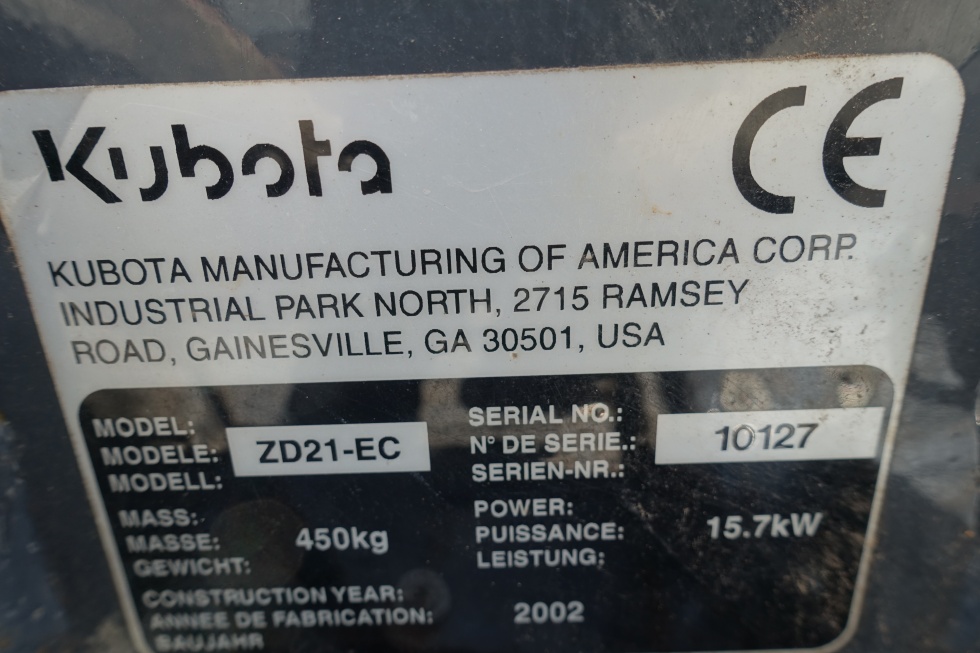 Kubota
CE
KUBOTA MANUFACTURING OF AMERICA CORP.
INDUSTRIAL PARK NORTH, 2715 RAMSEY
ROAD, GAINESVILLE, GA 30501, USA
MODEL:
MODELE: ZD21-EC
MODELL:
SERIAL NO.:
N° DE SERIE.: 10127
SERIEN-NR.:
MASS:
MASSE: 450kg
GEWICHT:
POWER:
PUISSANCE: 15.7kW
LEISTUNG:
CONSTRUCTION YEAR:
ANNEE DE FABRICATION: 2002
BAUJAHR